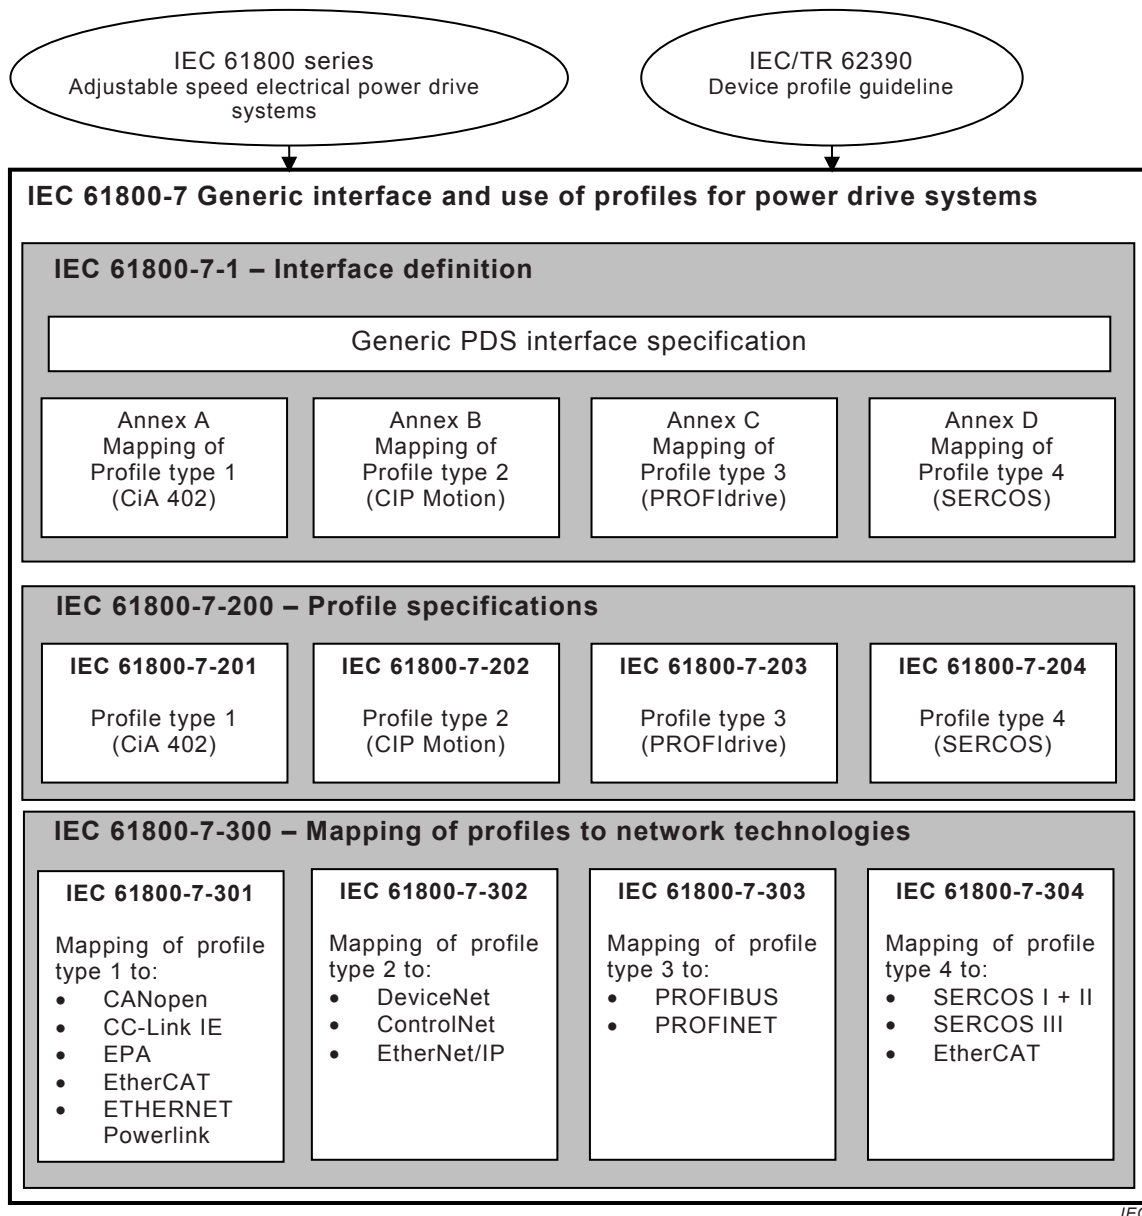 IEC 61800 series
Adjustable speed electrical power drive
systems
IEC/TR 62390
Device profile guideline
IEC 61800-7 Generic interface and use of profiles for power drive systems
IEC 61800-7-1 – Interface definition
Generic PDS interface specification
Annex A
Mapping of
Profile type 1
(CiA 402)
Annex B
Mapping of
Profile type 2
(CIP Motion)
Annex C
Mapping of
Profile type 3
(PROFIdrive)
Annex D
Mapping of
Profile type 4
(SERCOS)
IEC 61800-7-200 – Profile specifications
IEC 61800-7-201
Profile type 1
(CiA 402)
IEC 61800-7-202
Profile type 2
(CIP Motion)
IEC 61800-7-203
Profile type 3
(PROFIdrive)
IEC 61800-7-204
Profile type 4
(SERCOS)
IEC 61800-7-300 – Mapping of profiles to network technologies
IEC 61800-7-301
Mapping of profile
type 1 to:
• CANopen
• CC-Link IE
• EPA
• EtherCAT
• ETHERNET
Powerlink
IEC 61800-7-302
Mapping of profile
type 2 to:
• DeviceNet
• ControlNet
• EtherNet/IP
IEC 61800-7-303
Mapping of profile
type 3 to:
• PROFIBUS
• PROFINET
IEC 61800-7-304
Mapping of profile
type 4 to:
• SERCOS I + II
• SERCOS III
• EtherCAT
IEC